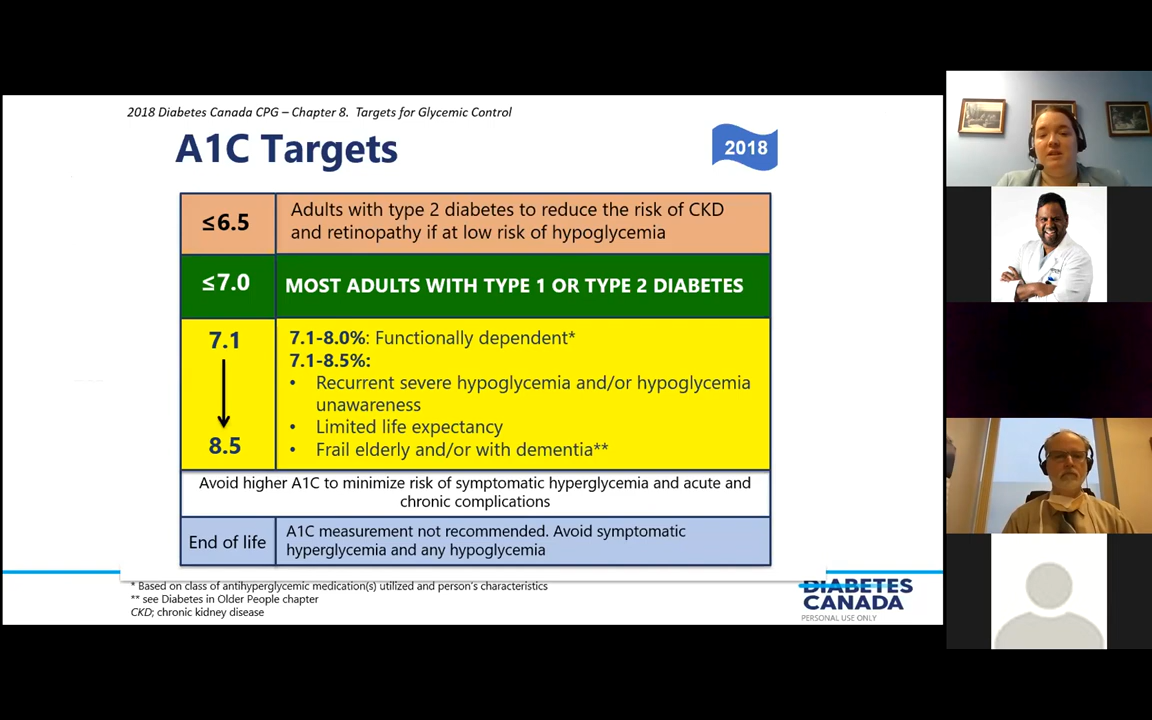 2018 Diabetes Canada CPG – Chapter 8. Targets for Glycemic Control
A1C Targets
2018
≤6.5
Adults with type 2 diabetes to reduce the risk of CKD
and retinopathy if at low risk of hypoglycemia
≤7.0
MOST ADULTS WITH TYPE 1 OR TYPE 2 DIABETES
7.1
8.5
7.1-8.0%: Functionally dependent*
7.1-8.5%:
• Recurrent severe hypoglycemia and/or hypoglycemia
unawareness
• Limited life expectancy
• Frail elderly and/or with dementia**
Avoid higher A1C to minimize risk of symptomatic hyperglycemia and acute and
chronic complications
End of life
A1C measurement not recommended. Avoid symptomatic
hyperglycemia and any hypoglycemia
* Based on class of antihyperglycemic medication(s) utilized and person's characteristics
** see Diabetes in Older People chapter
CKD; chronic kidney disease
DIABETES
CANADA
PERSONAL USE ONLY